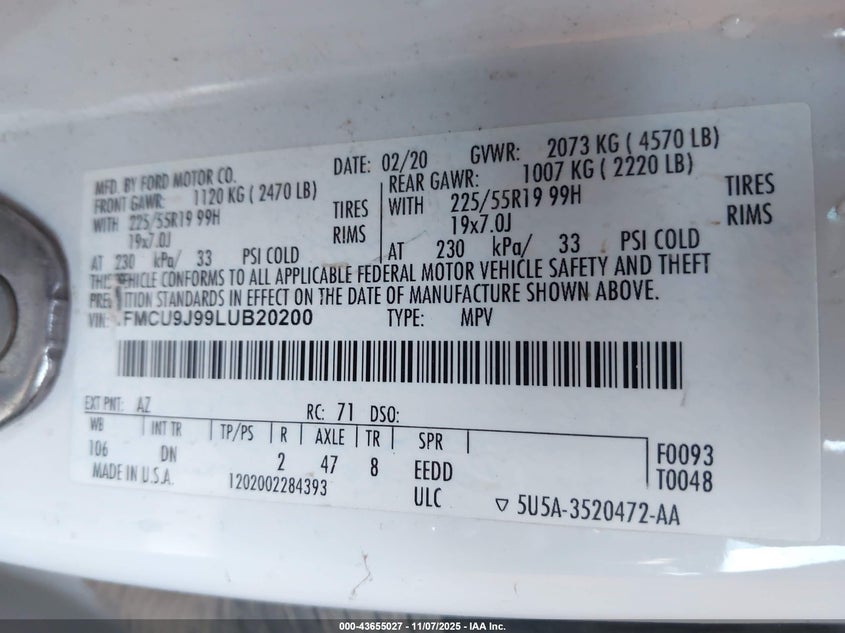 MFD. BY FORD MOTOR CO.
DATE: 02/20 GVWR: 2073 KG ( 4570 LB)
FRONT GAWR: 1120 KG ( 2470 LB)
REAR GAWR: 1007 KG ( 2220 LB)
WITH 225/55R19 99H TIRES
WITH 225/55R19 99H TIRES
19x7.0J RIMS
19x7.0J RIMS
AT 230 kPa/ 33 PSI COLD
AT 230 kPa/ 33 PSI COLD
THIS VEHICLE CONFORMS TO ALL APPLICABLE FEDERAL MOTOR VEHICLE SAFETY AND THEFT
PREVENTION STANDARDS IN EFFECT ON THE DATE OF MANUFACTURE SHOWN ABOVE.
VIN: FMCU9J99LUB20200 TYPE: MPV
EXT PNT: AZ RC: 71 DSO:
WB INT TR TP/PS R AXLE TR SPR
106 DN 2 47 8 EEDD F0093
ULC T0048
MADE IN U.S.A. 1202002284393
5U5A-3520472-AA
000-43655027 - 11/07/2025 - IAA Inc.